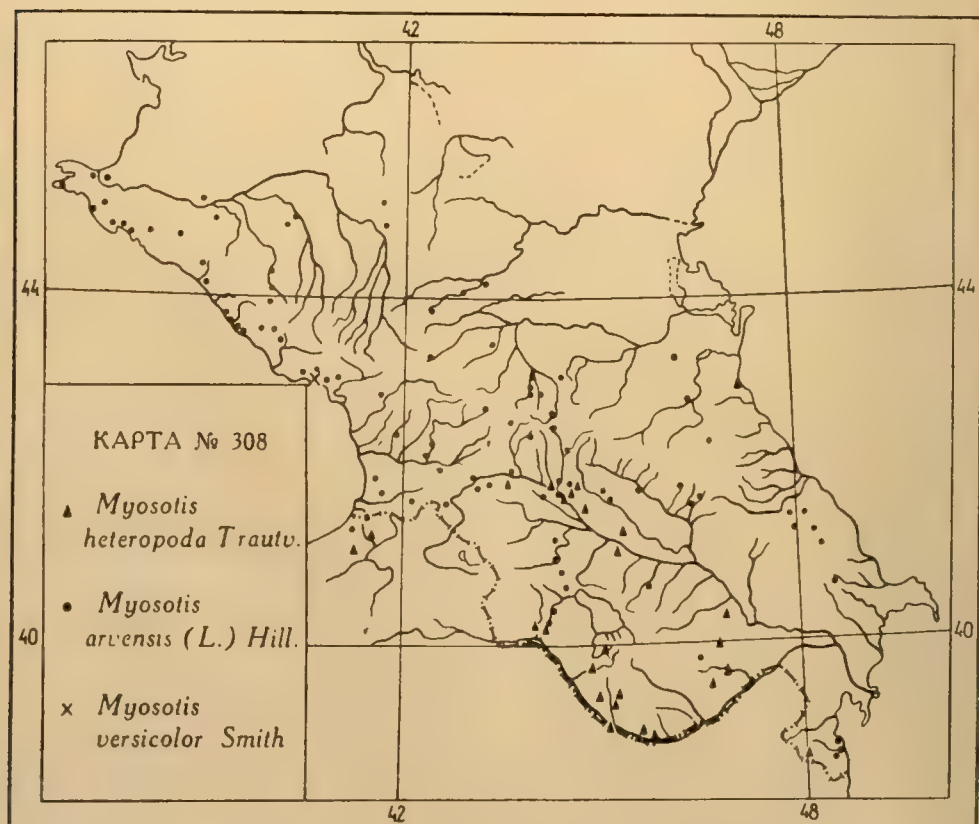 42 48
44 44
КАРТА № 308
▲ Myosotis
heteropoda Trautv.
40 40
• Myosotis
arvensis (L.) Hill.
× Myosotis
versicolor Smith
42 48